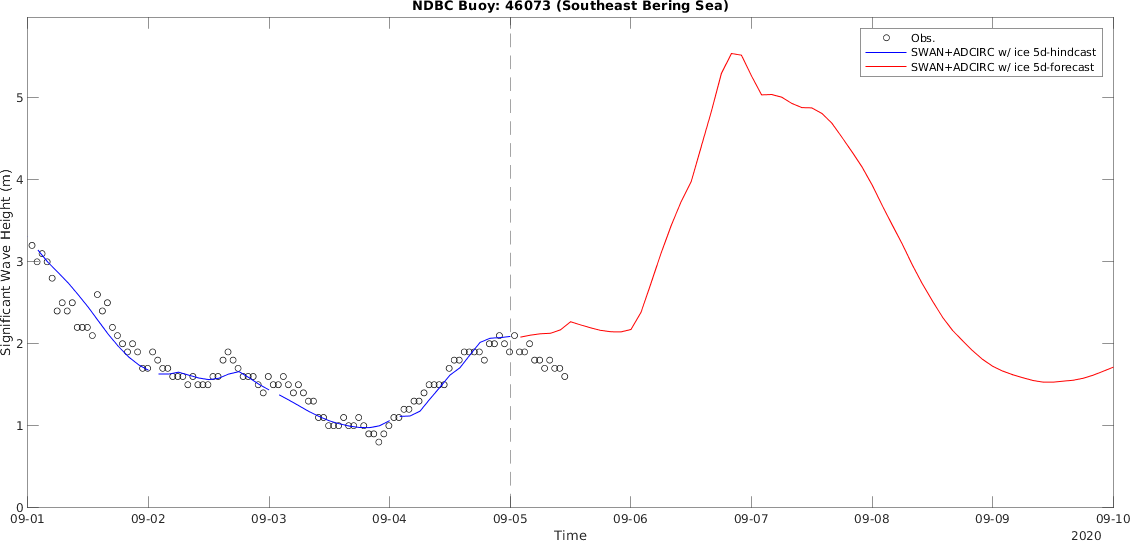 NDBC Buoy: 46073 (Southeast Bering Sea)
Obs.
SWAN+ADCIRC w/ ice 5d-hindcast
SWAN+ADCIRC w/ ice 5d-forecast
Significant Wave Height (m)
5
4
3
2
1
0
09-01 09-02 09-03 09-04 09-05 09-06 09-07 09-08 09-09 09-10
Time
2020